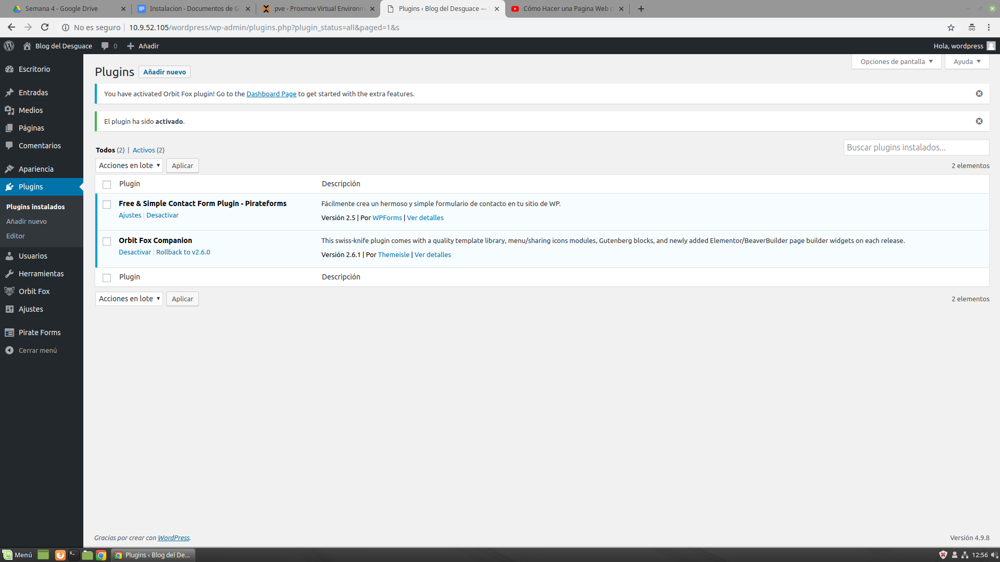 Semana 4 - Google Drive
Instalacion - Documentos de G
pve - Proxmox Virtual Environm
Plugins ‹ Blog del Desguace —
Cómo Hacer una Pagina Web c
No es seguro
10.9.52.105/wordpress/wp-admin/plugins.php?plugin_status=all&paged=1&s
Blog del Desguace
0
Añadir
Hola, wordpress
Escritorio
Entradas
Medios
Páginas
Comentarios
Apariencia
Plugins
Plugins instalados
Añadir nuevo
Editor
Usuarios
Herramientas
Orbit Fox
Ajustes
Pirate Forms
Cerrar menú
Opciones de pantalla ▼
Ayuda ▼
Plugins
Añadir nuevo
You have activated Orbit Fox plugin! Go to the Dashboard Page to get started with the extra features.
El plugin ha sido activado.
Todos (2) | Activos (2)
Buscar plugins instalados...
Acciones en lote ▼
Aplicar
2 elementos
Plugin
Descripción
Free & Simple Contact Form Plugin - Pirateforms
Ajustes | Desactivar
Fácilmente crea un hermoso y simple formulario de contacto en tu sitio de WP.
Versión 2.5 | Por WPForms | Ver detalles
Orbit Fox Companion
Desactivar | Rollback to v2.6.0
This swiss-knife plugin comes with a quality template library, menu/sharing icons modules, Gutenberg blocks, and newly added Elementor/BeaverBuilder page builder widgets on each release.
Versión 2.6.1 | Por Themeisle | Ver detalles
Plugin
Descripción
Acciones en lote ▼
Aplicar
2 elementos
Gracias por crear con WordPress.
Versión 4.9.8
Menú
Plugins ‹ Blog del De...
12:56